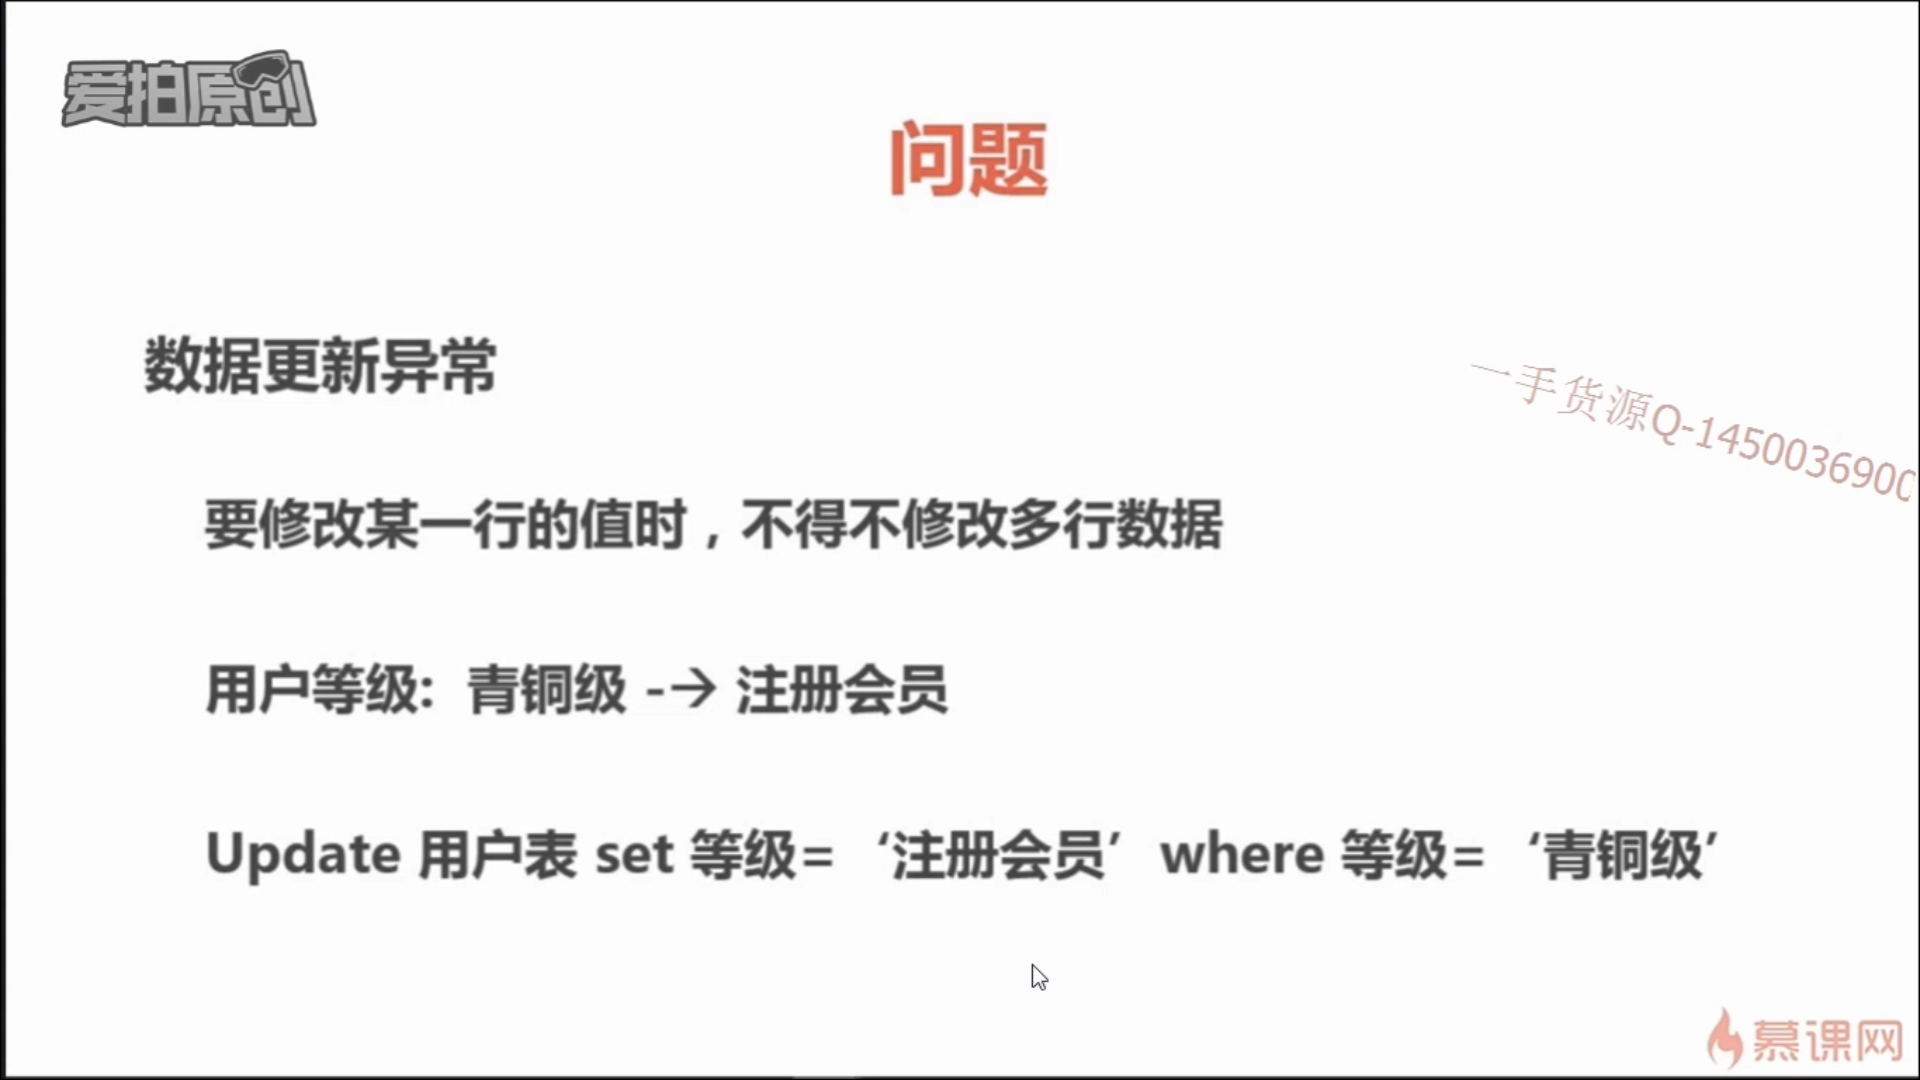 爱拍原创
问题
数据更新异常
一手货源Q-1450036900
要修改某一行的值时，不得不修改多行数据
用户等级: 青铜级 -→ 注册会员
Update 用户表 set 等级= ‘注册会员’ where 等级= ‘青铜级’
慕课网